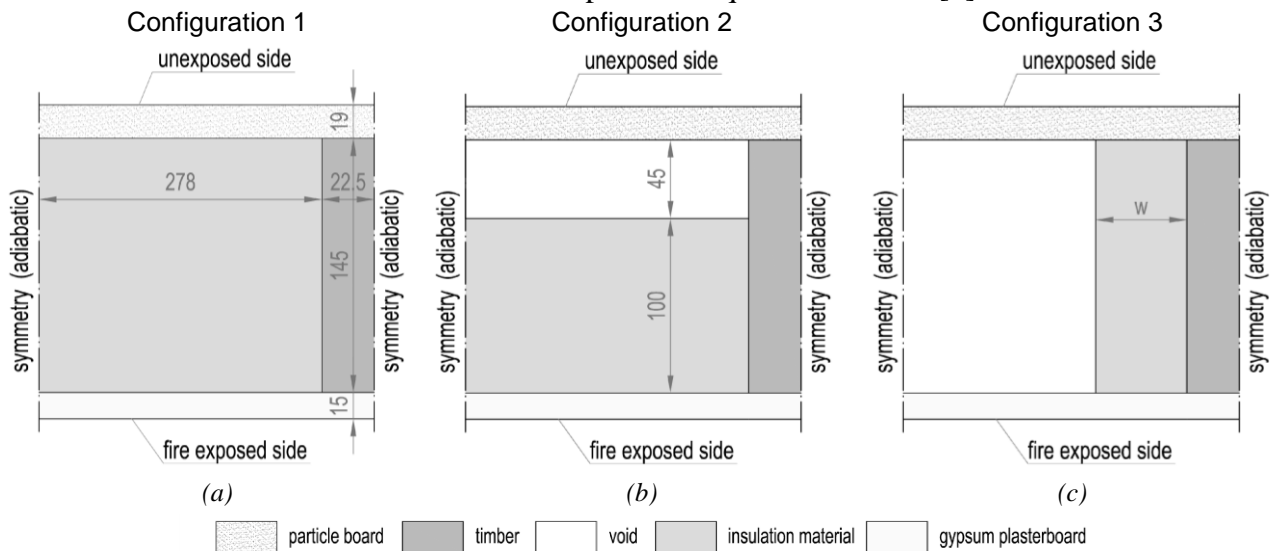 Configuration 1
unexposed side
19
278
22.5
145
15
symmetry (adiabatic)
symmetry (adiabatic)
fire exposed side
(a)
Configuration 2
unexposed side
45
100
symmetry (adiabatic)
symmetry (adiabatic)
fire exposed side
(b)
Configuration 3
unexposed side
w
symmetry (adiabatic)
symmetry (adiabatic)
fire exposed side
(c)
particle board
timber
void
insulation material
gypsum plasterboard